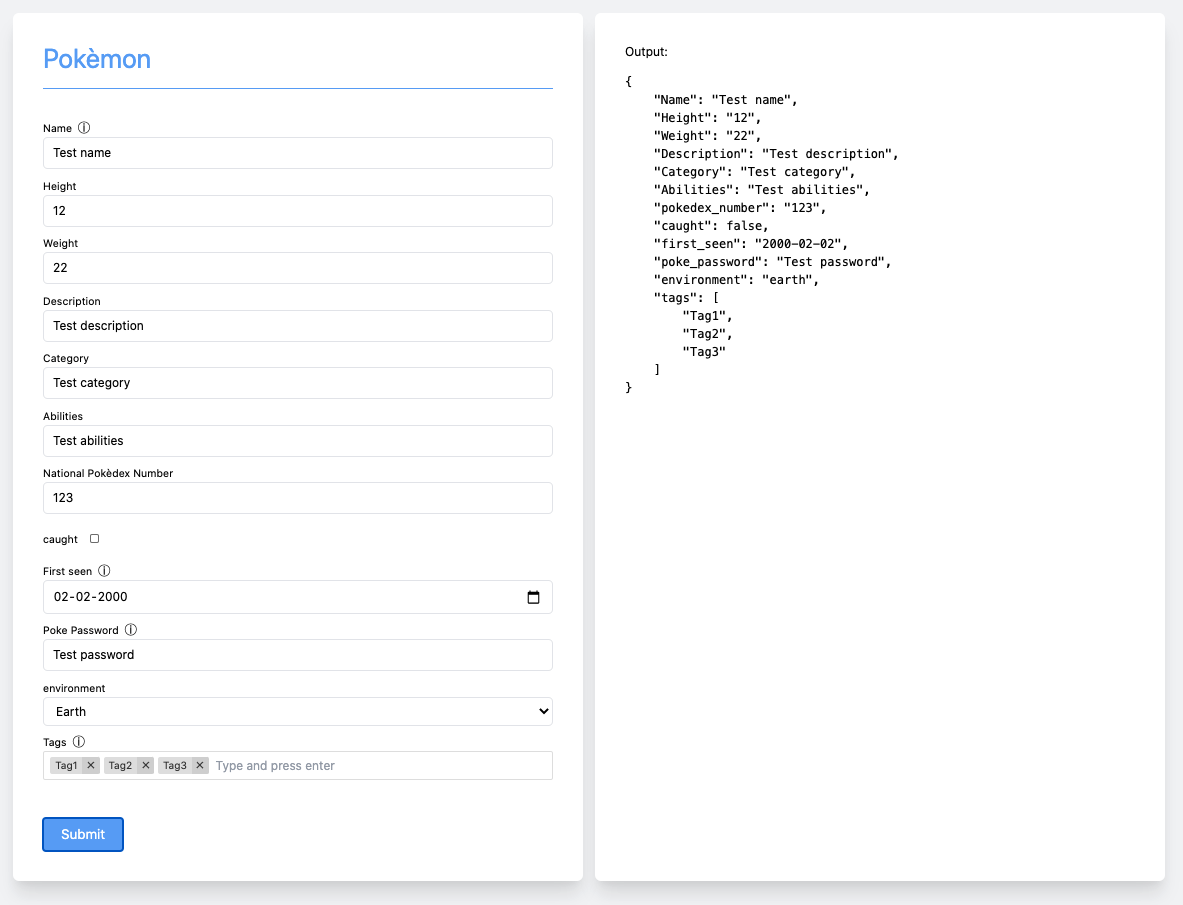 Pokèmon
Name ⓘ
Test name
Height
12
Weight
22
Description
Test description
Category
Test category
Abilities
Test abilities
National Pokèdex Number
123
caught
First seen ⓘ
02-02-2000
Poke Password ⓘ
Test password
environment
Earth
Tags ⓘ
Tag1 ✕ Tag2 ✕ Tag3 ✕ Type and press enter
Submit
Output:
{
    "Name": "Test name",
    "Height": "12",
    "Weight": "22",
    "Description": "Test description",
    "Category": "Test category",
    "Abilities": "Test abilities",
    "pokedex_number": "123",
    "caught": false,
    "first_seen": "2000-02-02",
    "poke_password": "Test password",
    "environment": "earth",
    "tags": [
        "Tag1",
        "Tag2",
        "Tag3"
    ]
}